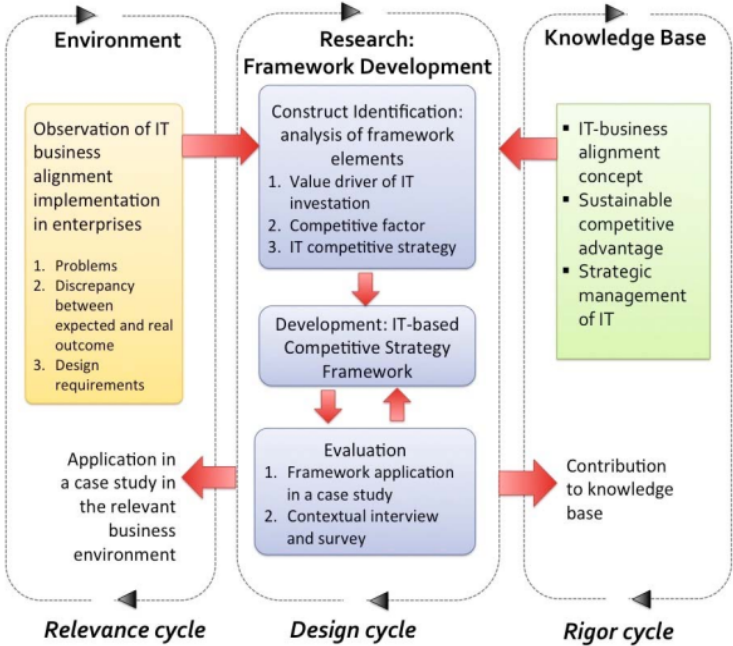 Environment
Observation of IT
business
alignment
implementation
in enterprises
1. Problems
2. Discrepancy
between
expected and real
outcome
3. Design
requirements
Application in
a case study in
the relevant
business
environment
Relevance cycle
Research:
Framework Development
Construct Identification:
analysis of framework
elements
1. Value driver of IT
investation
2. Competitive factor
3. IT competitive strategy
Development: IT-based
Competitive Strategy
Framework
Evaluation
1. Framework application
in a case study
2. Contextual interview
and survey
Design cycle
Knowledge Base
▪ IT-business
alignment
concept
▪ Sustainable
competitive
advantage
▪ Strategic
management
of IT
Contribution
to knowledge
base
Rigor cycle